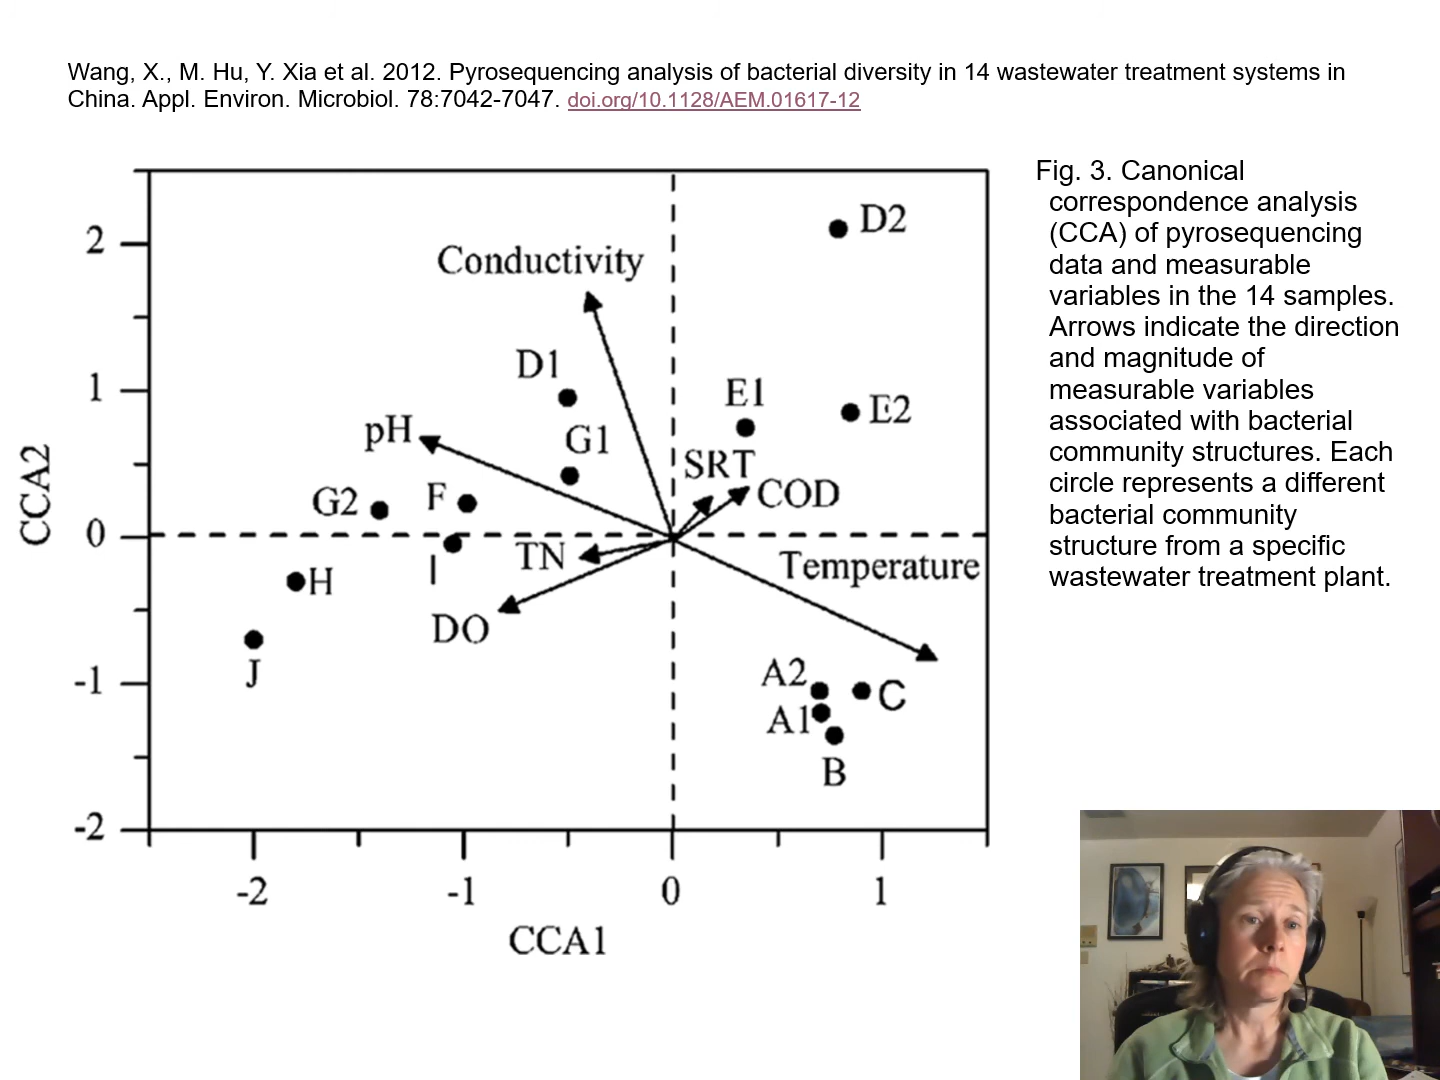 Wang, X., M. Hu, Y. Xia et al. 2012. Pyrosequencing analysis of bacterial diversity in 14 wastewater treatment systems in
China. Appl. Environ. Microbiol. 78:7042-7047. doi.org/10.1128/AEM.01617-12
Fig. 3. Canonical
correspondence analysis
(CCA) of pyrosequencing
data and measurable
variables in the 14 samples.
Arrows indicate the direction
and magnitude of
measurable variables
associated with bacterial
community structures. Each
circle represents a different
bacterial community
structure from a specific
wastewater treatment plant.
D2
2
Conductivity
D1
1
E1
E2
pH
G1
SRT
COD
G2
F
CCA2
0
TN
Temperature
I
H
DO
-1
J
A2
C
A1
B
-2
-2
-1
0
1
CCA1